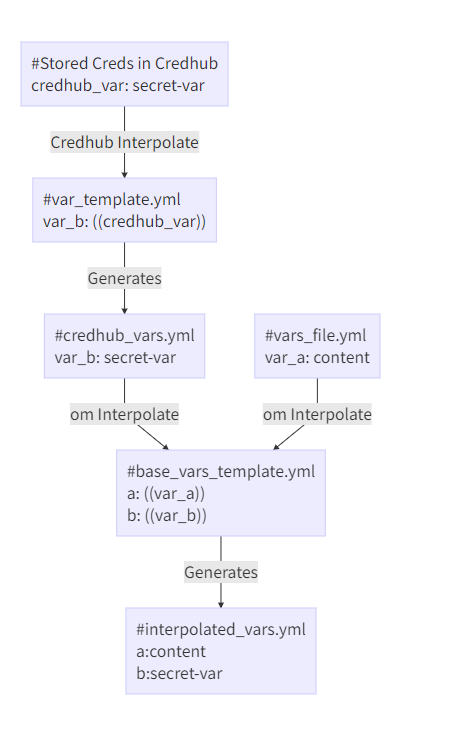 #Stored Creds in Credhub
credhub_var: secret-var
Credhub Interpolate
#var_template.yml
var_b: ((credhub_var))
Generates
#credhub_vars.yml
var_b: secret-var
#vars_file.yml
var_a: content
om Interpolate
om Interpolate
#base_vars_template.yml
a: ((var_a))
b: ((var_b))
Generates
#interpolated_vars.yml
a:content
b:secret-var